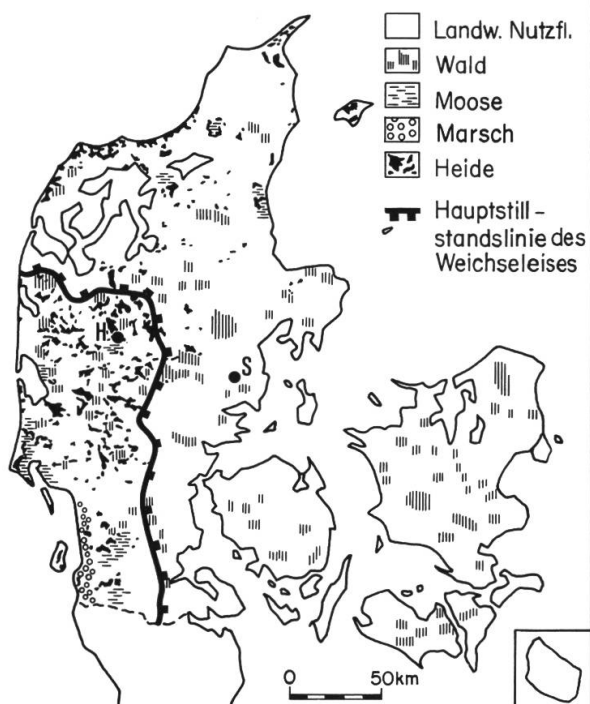 Landw. Nutzfl.
Wald
Moose
Marsch
Heide
Hauptstill-
standslinie des
Weichseleises
H
S
0 50km